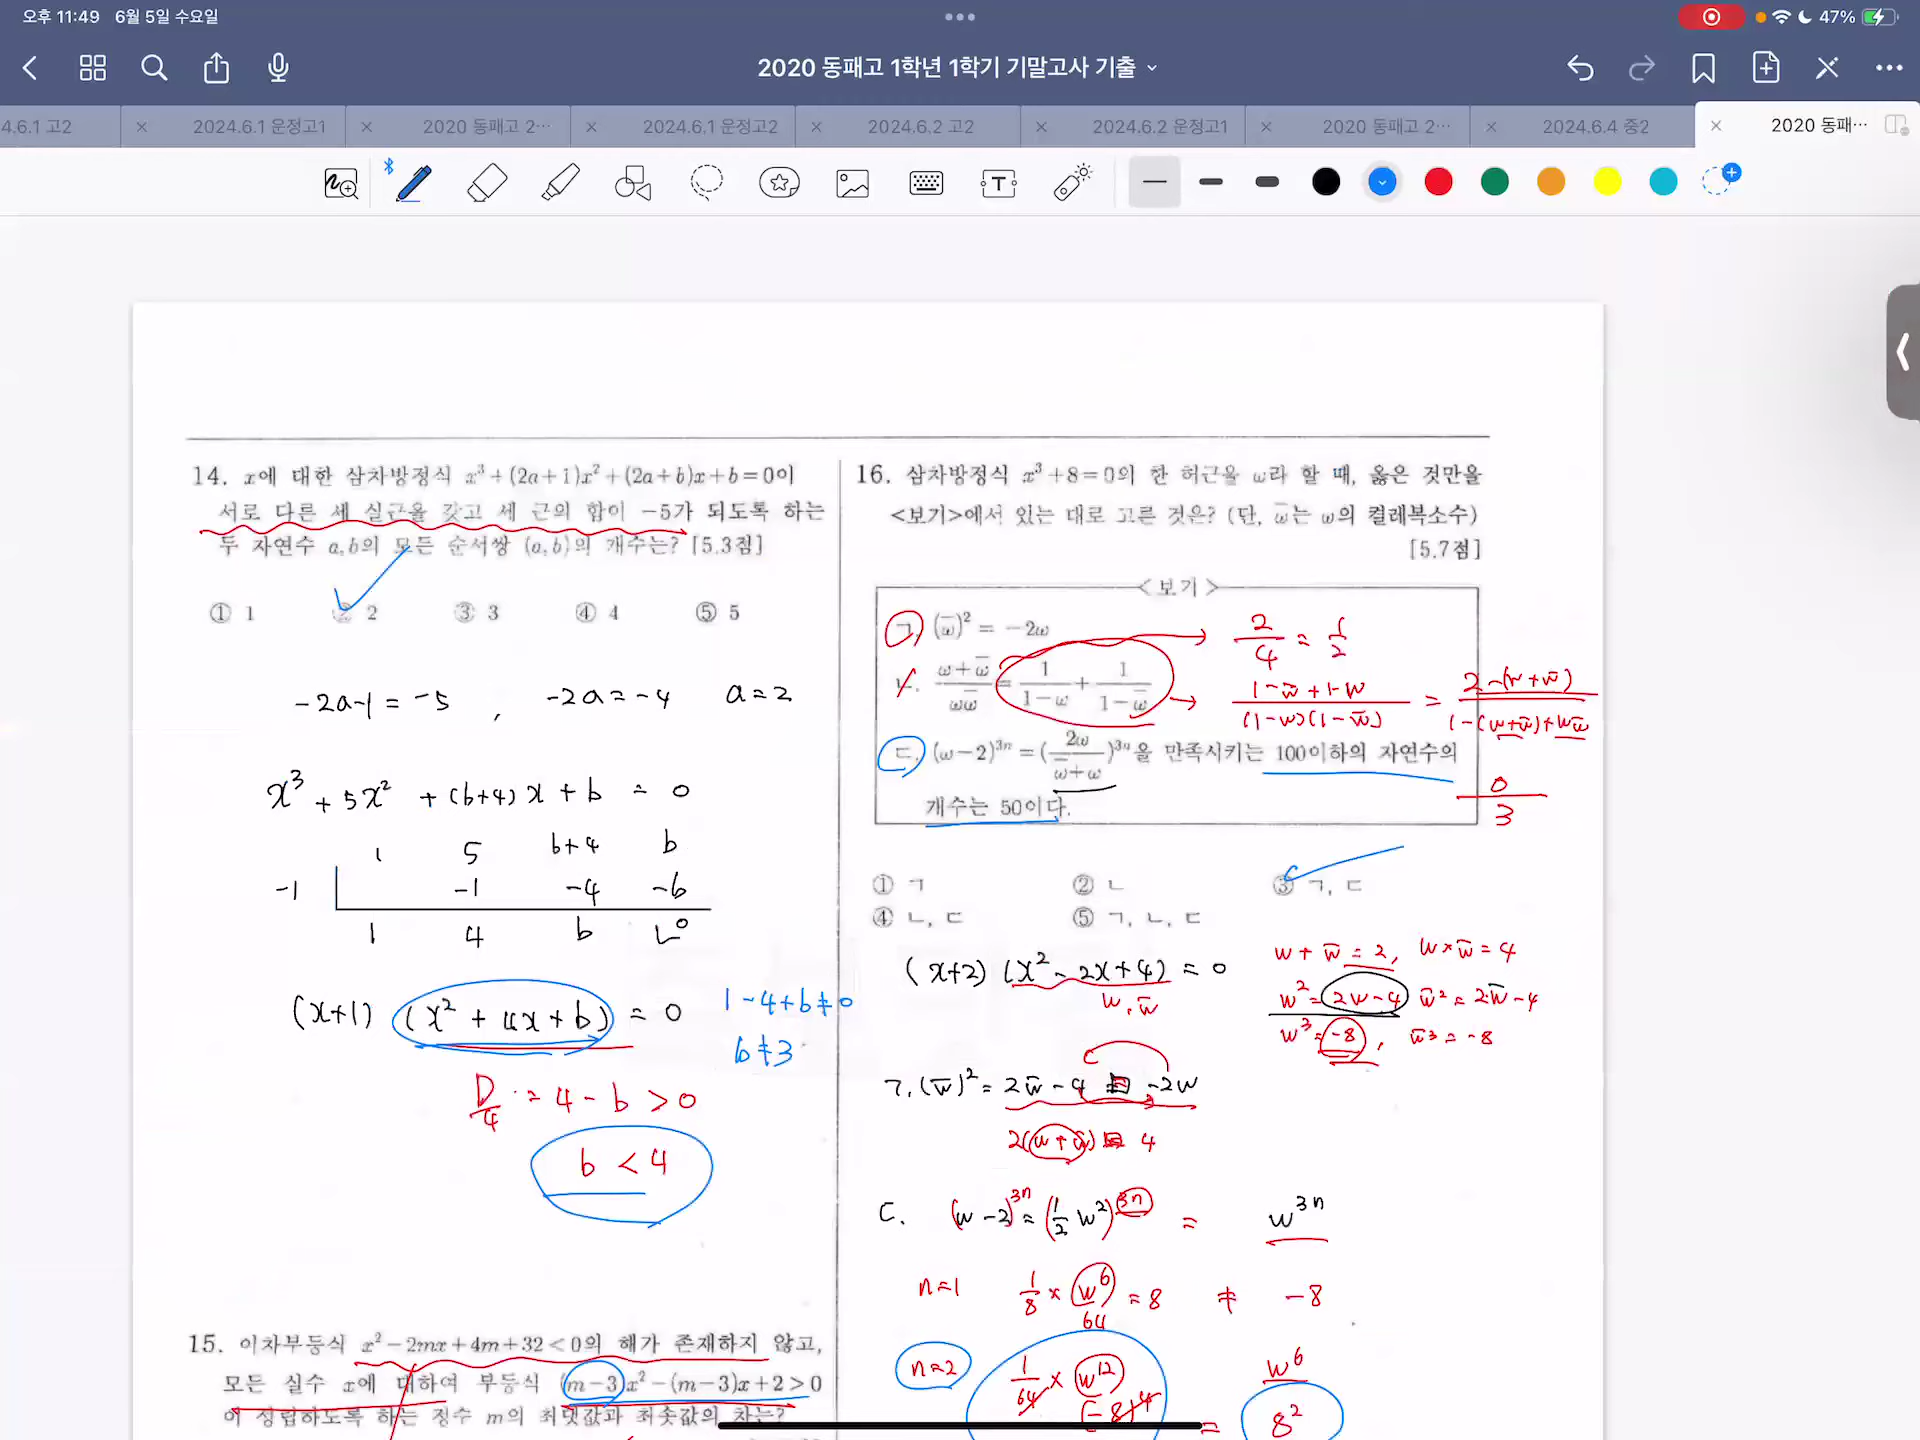 오후 11:49 6월 5일 수요일
47%
2020 동패고 1학년 1학기 기말고사 기출
4.6.1 고2
2024.6.1 운정고1
2020 동패고 2…
2024.6.1 운정고2
2024.6.2 고2
2024.6.2 운정고1
2020 동패고 2…
2024.6.4 중2
2020 동패…
14. x에 대한 삼차방정식 x³+(2a+1)x²+(2a+b)x+b=0이
서로 다른 세 실근을 갖고 세 근의 합이 −5가 되도록 하는
두 자연수 a,b의 모든 순서쌍 (a,b)의 개수는? [5.3점]
① 1 ② 2 ③ 3 ④ 4 ⑤ 5
-2a-1 = -5 , -2a = -4 a = 2
x³ + 5x² + (b+4)x + b = 0
1 5 b+4 b
-1 -1 -4 -b
1 4 b 0
(x+1) (x² + 4x + b) = 0
1-4+b≠0
b≠3
D/4 = 4 - b > 0
b < 4
15. 이차부등식 x²−2mx+4m+32<0의 해가 존재하지 않고,
모든 실수 x에 대하여 부등식 (m−3)x²−(m−3)x+2>0
이 성립하도록 하는 정수 m의 최댓값과 최솟값의 차는?
16. 삼차방정식 x³+8=0의 한 허근을 ω라 할 때, 옳은 것만을
<보기>에서 있는 대로 고른 것은? (단, ω̅는 ω의 켤레복소수)
[5.7점]
<보기>
ㄱ. (ω̅)² = −2ω
2/4 = 1/2
ㄴ. (ω+ω̅)/(ωω̅) = 1/(1−ω) + 1/(1−ω̅)
(1-w̅+1-w)/((1-w)(1-w̅)) = (2-(w+w̅))/(1-(w+w̅)+ww̅)
ㄷ. (ω−2)³ⁿ = (2ω/(ω̅+ω))³ⁿ을 만족시키는 100이하의 자연수의
개수는 50이다.
0/3
① ㄱ ② ㄴ ③ ㄱ, ㄷ
④ ㄴ, ㄷ ⑤ ㄱ, ㄴ, ㄷ
(x+2) (x² - 2x+4) = 0
w, w̅
w + w̅ = 2, w×w̅ = 4
w² = 2w-4 w̅² = 2w̅-4
w³ = -8, w̅³ = -8
ㄱ. (w̅)² = 2w̅ - 4 = -2w
2(w+w̅) = 4
ㄷ. (w-2)³ⁿ = (1/2 w²)³ⁿ = w³ⁿ
n=1 1/8 × w⁶ = 8 ≠ -8
64
n=2 1/64 × w¹² = w⁶
(-8)⁴ 8²